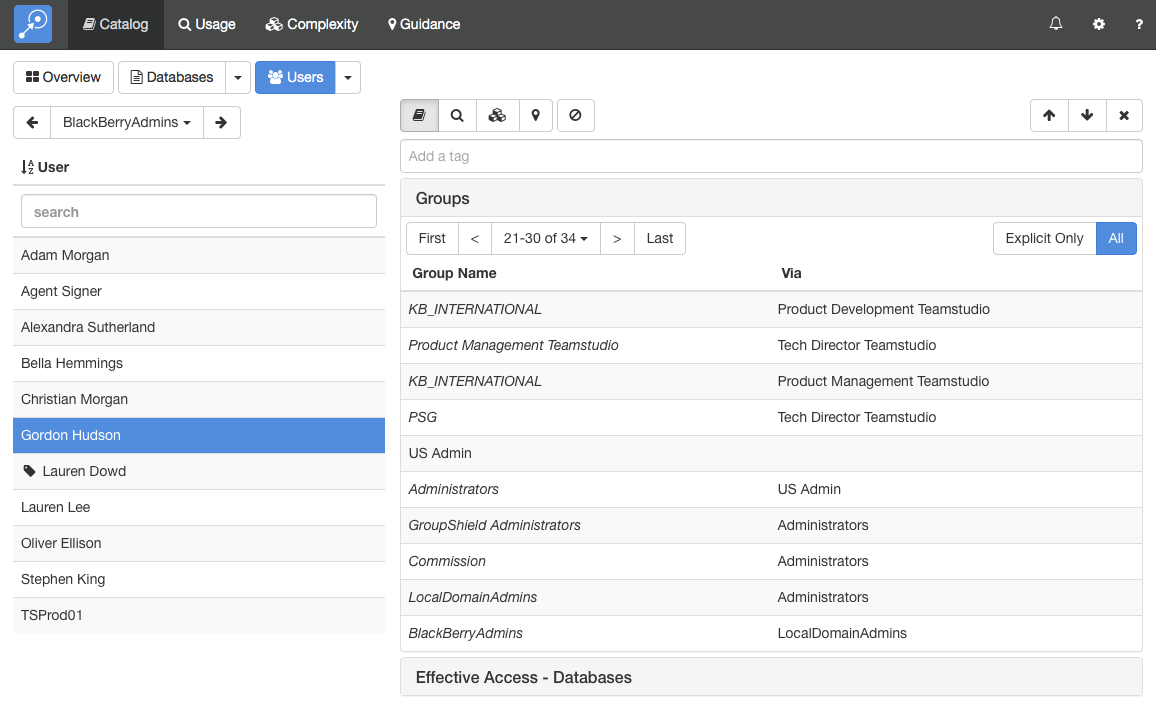 Catalog Usage Complexity Guidance ?
Overview Databases Users
BlackBerryAdmins
Add a tag
User
search
Adam Morgan
Agent Signer
Alexandra Sutherland
Bella Hemmings
Christian Morgan
Gordon Hudson
Lauren Dowd
Lauren Lee
Oliver Ellison
Stephen King
TSProd01
Groups
First < 21-30 of 34 > Last Explicit Only All
Group Name Via
KB_INTERNATIONAL Product Development Teamstudio
Product Management Teamstudio Tech Director Teamstudio
KB_INTERNATIONAL Product Management Teamstudio
PSG Tech Director Teamstudio
US Admin
Administrators US Admin
GroupShield Administrators Administrators
Commission Administrators
LocalDomainAdmins Administrators
BlackBerryAdmins LocalDomainAdmins
Effective Access - Databases